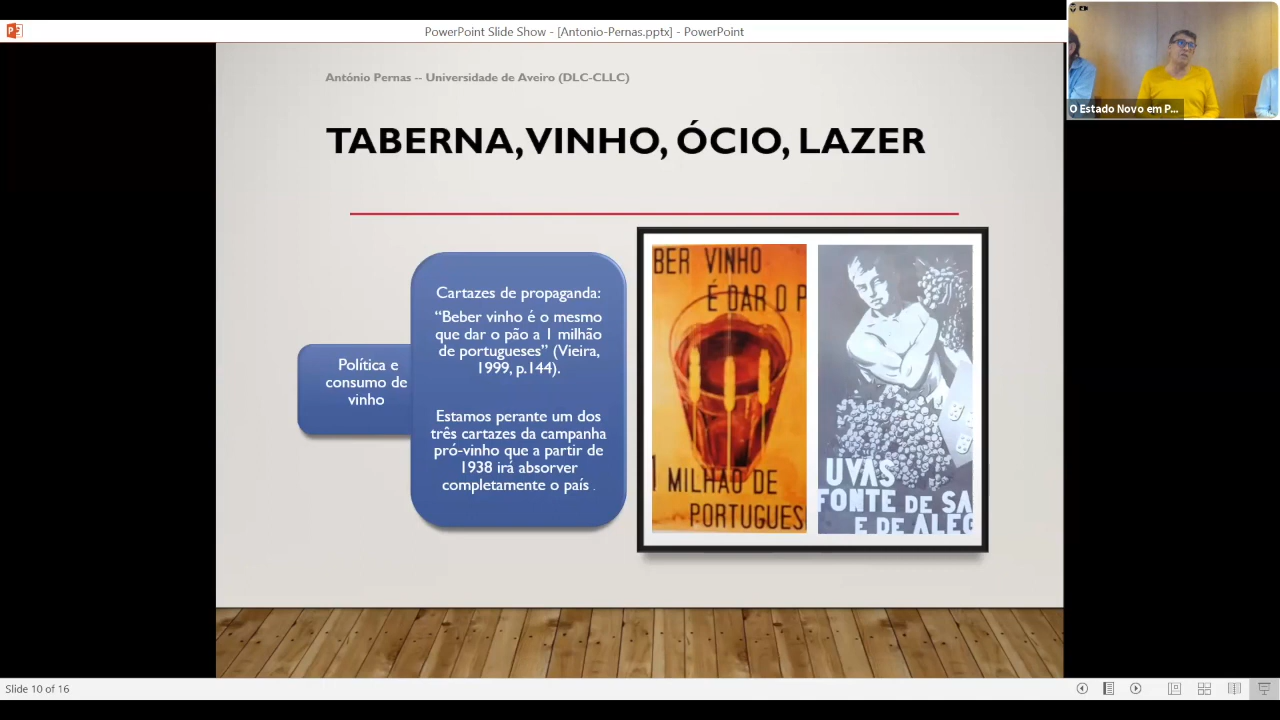 PowerPoint Slide Show - [Antonio-Pernas.pptx] - PowerPoint
O Estado Novo em P...
António Pernas -- Universidade de Aveiro (DLC-CLLC)
TABERNA, VINHO, ÓCIO, LAZER
Política e
consumo de
vinho
Cartazes de propaganda:
“Beber vinho é o mesmo
que dar o pão a 1 milhão
de portugueses” (Vieira,
1999, p.144).
Estamos perante um dos
três cartazes da campanha
pró-vinho que a partir de
1938 irá absorver
completamente o país .
BER VINHO
É DAR O P
1 MILHÃO DE
PORTUGUES
UVAS
FONTE DE SA
E DE ALEG
Slide 10 of 16